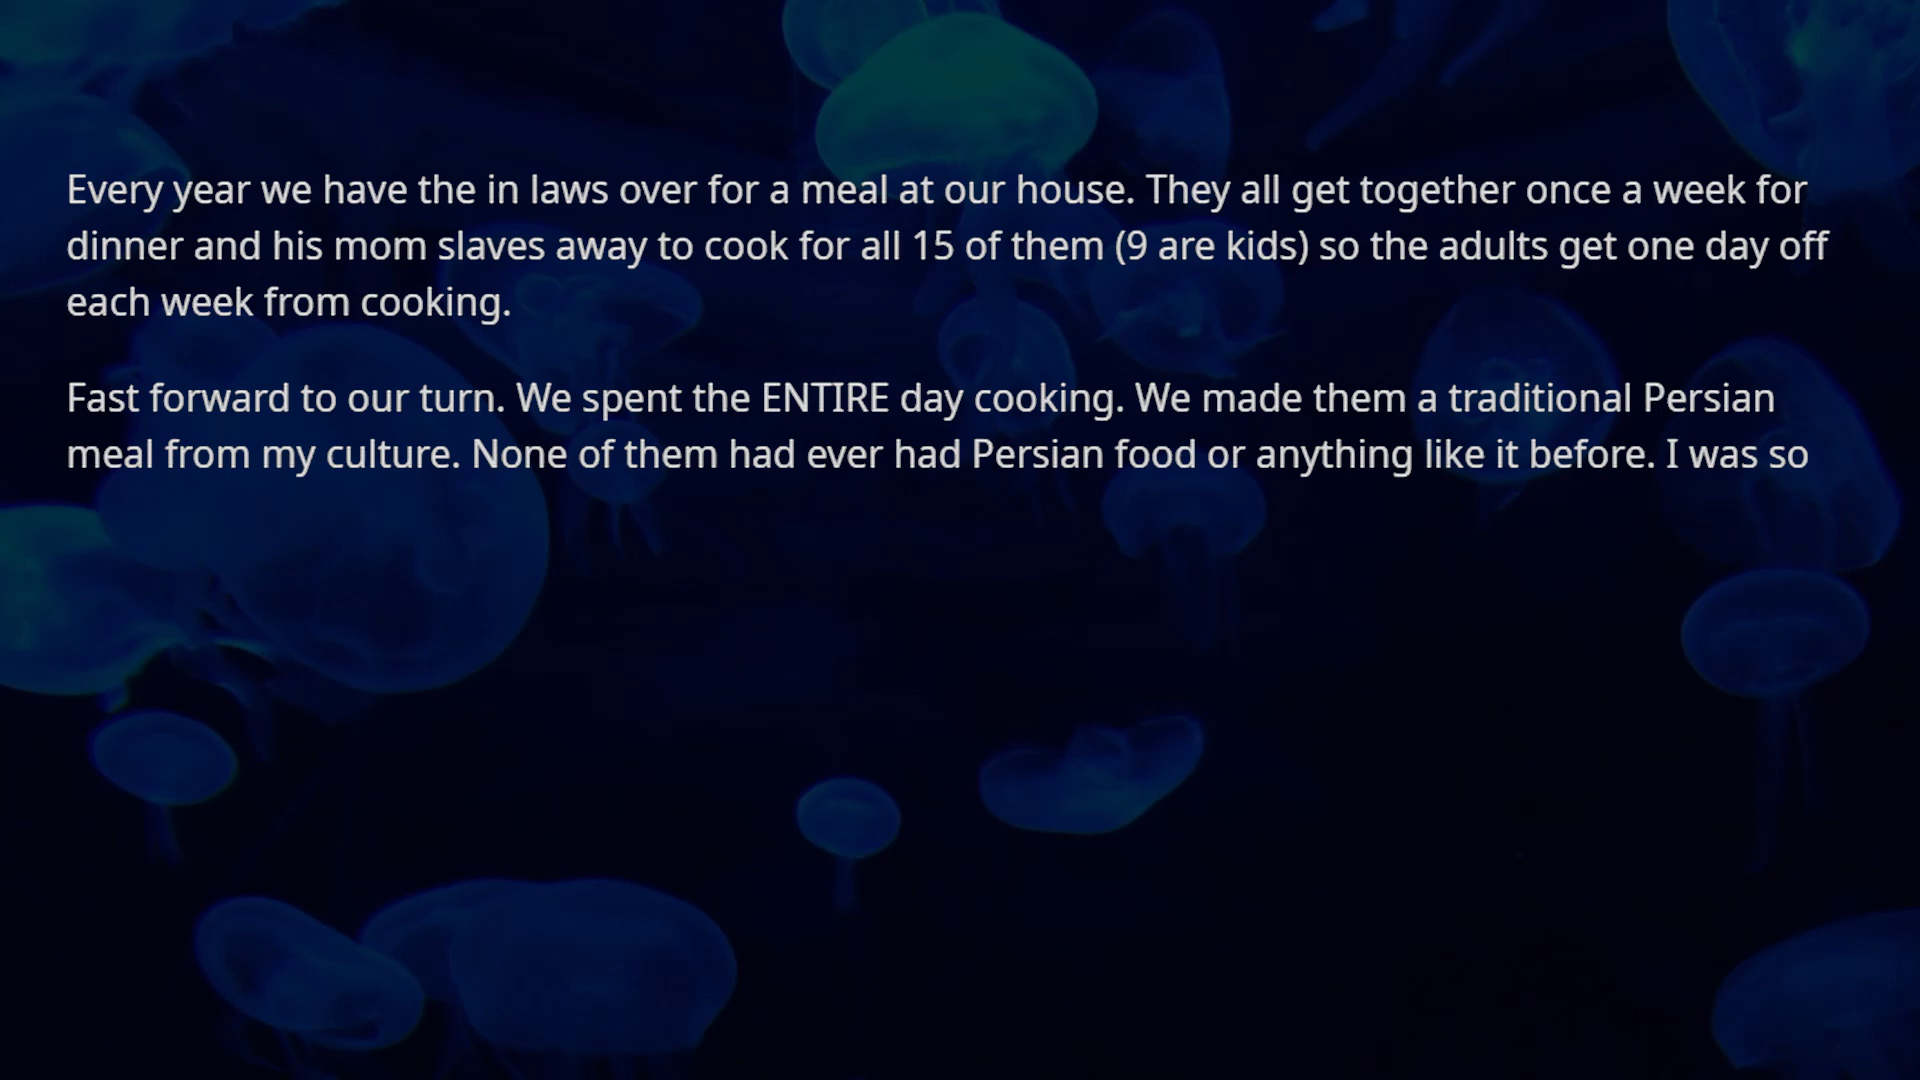 Every year we have the in laws over for a meal at our house. They all get together once a week for
dinner and his mom slaves away to cook for all 15 of them (9 are kids) so the adults get one day off
each week from cooking.
Fast forward to our turn. We spent the ENTIRE day cooking. We made them a traditional Persian
meal from my culture. None of them had ever had Persian food or anything like it before. I was so